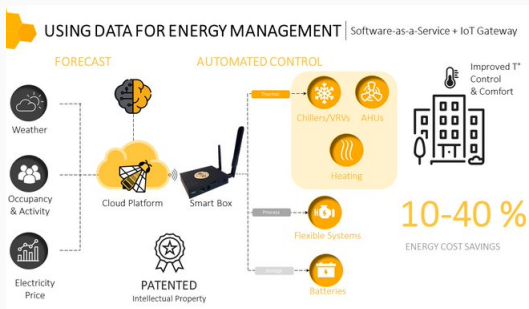 USING DATA FOR ENERGY MANAGEMENT | Software-as-a-Service + IoT Gateway
FORECAST
AUTOMATED CONTROL
Weather
Occupancy
& Activity
Electricity
Price
Cloud Platform
Smart Box
PATENTED
Intellectual Property
Thermal
Chillers/VRVs
AHUs
Heating
Process
Flexible Systems
Storage
Batteries
Improved T°
Control
& Comfort
10-40 %
ENERGY COST SAVINGS